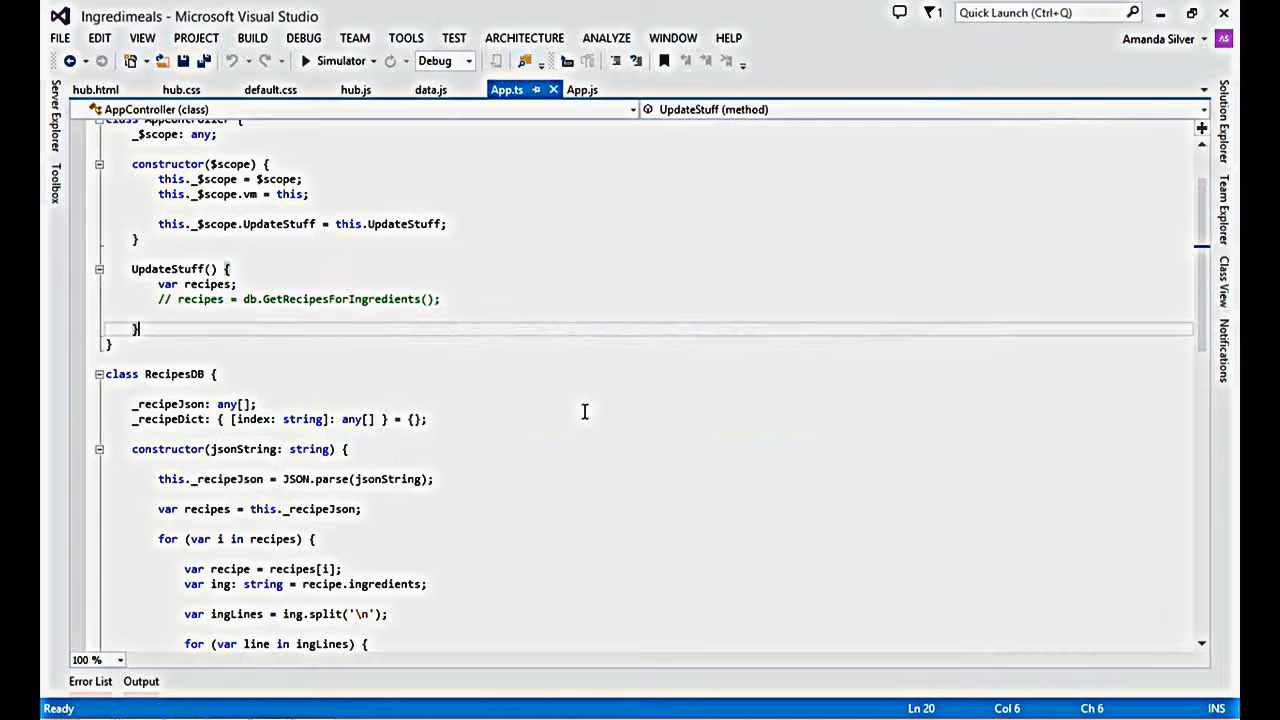 Ingredimeals - Microsoft Visual Studio
1
Quick Launch (Ctrl+Q)
FILE EDIT VIEW PROJECT BUILD DEBUG TEAM TOOLS TEST ARCHITECTURE ANALYZE WINDOW HELP
Amanda Silver AS
Simulator Debug
hub.html hub.css default.css hub.js data.js App.ts App.js
AppController (class) UpdateStuff (method)
class AppController {
_$scope: any;
constructor($scope) {
this._$scope = $scope;
this._$scope.vm = this;
this._$scope.UpdateStuff = this.UpdateStuff;
}
UpdateStuff() {
var recipes;
// recipes = db.GetRecipesForIngredients();
}
}
class RecipesDB {
_recipeJson: any[];
_recipeDict: { [index: string]: any[] } = {};
constructor(jsonString: string) {
this._recipeJson = JSON.parse(jsonString);
var recipes = this._recipeJson;
for (var i in recipes) {
var recipe = recipes[i];
var ing: string = recipe.ingredients;
var ingLines = ing.split('\n');
for (var line in ingLines) {
100 %
Error List Output
Ready Ln 20 Col 6 Ch 6 INS
Server Explorer
Toolbox
Solution Explorer
Team Explorer
Class View
Notifications